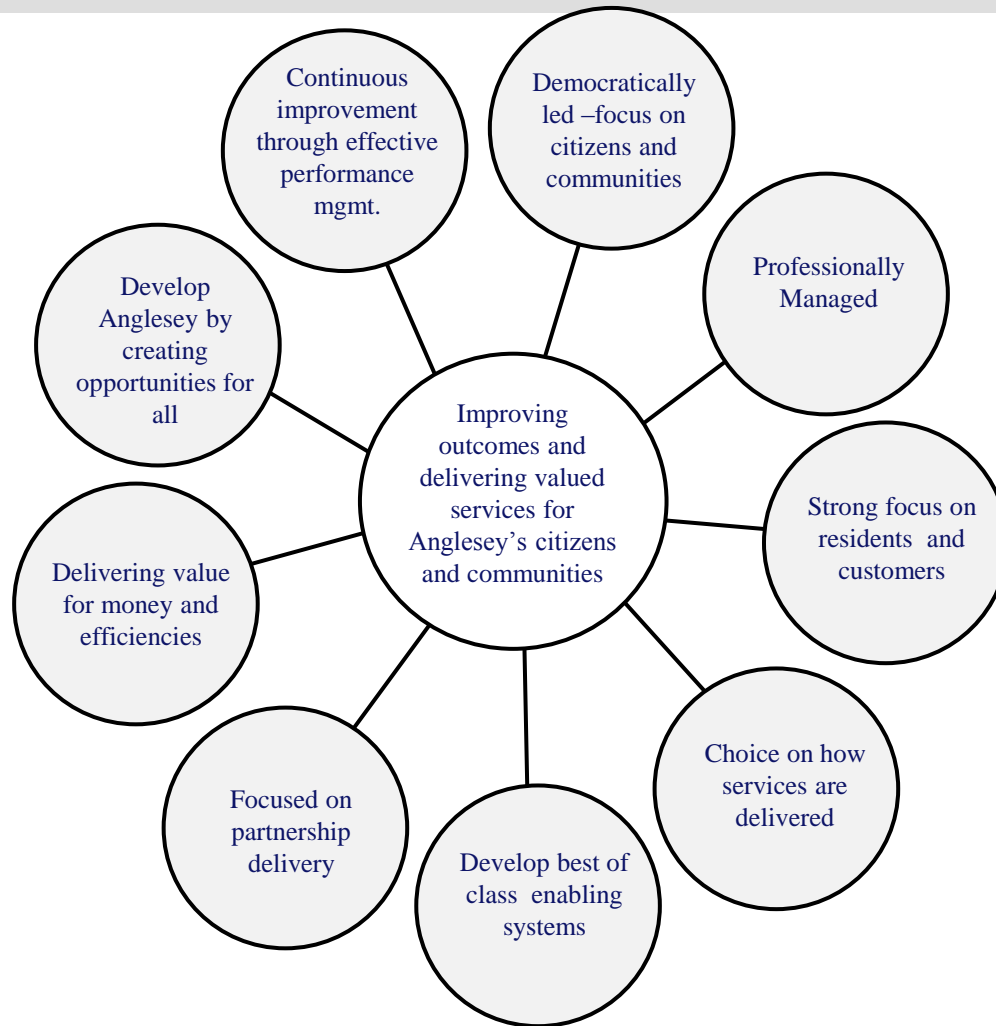 Continuous
improvement
through effective
performance
mgmt.
Democratically
led –focus on
citizens and
communities
Professionally
Managed
Strong focus on
residents and
customers
Choice on how
services are
delivered
Develop best of
class enabling
systems
Focused on
partnership
delivery
Delivering value
for money and
efficiencies
Develop
Anglesey by
creating
opportunities for
all
Improving
outcomes and
delivering valued
services for
Anglesey’s citizens
and communities